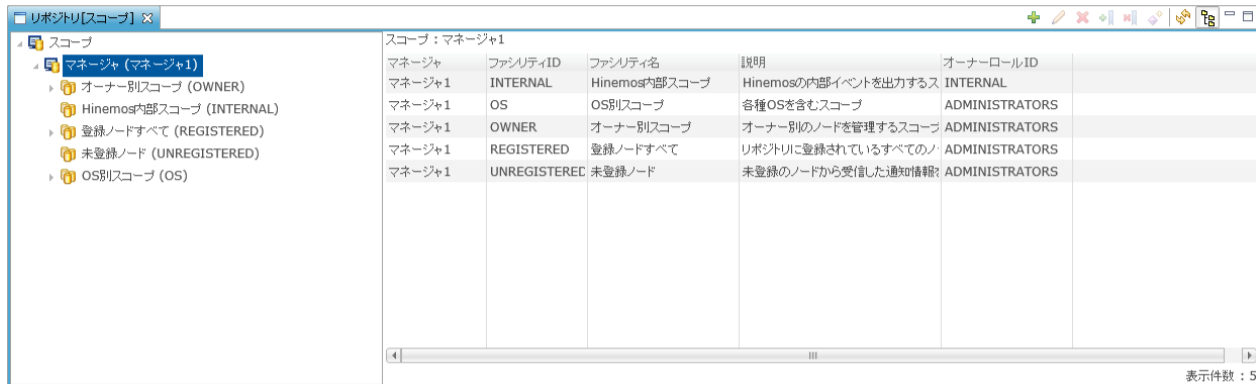 リポジトリ[スコープ]
スコープ
マネージャ (マネージャ1)
オーナー別スコープ (OWNER)
Hinemos内部スコープ (INTERNAL)
登録ノードすべて (REGISTERED)
未登録ノード (UNREGISTERED)
OS別スコープ (OS)
スコープ : マネージャ1
マネージャ ファシリティID ファシリティ名 説明 オーナーロールID
マネージャ1 INTERNAL Hinemos内部スコープ Hinemosの内部イベントを出力するス INTERNAL
マネージャ1 OS OS別スコープ 各種OSを含むスコープ ADMINISTRATORS
マネージャ1 OWNER オーナー別スコープ オーナー別のノードを管理するスコープ ADMINISTRATORS
マネージャ1 REGISTERED 登録ノードすべて リポジトリに登録されているすべてのノ ADMINISTRATORS
マネージャ1 UNREGISTERED 未登録ノード 未登録のノードから受信した通知情報を ADMINISTRATORS
表示件数 : 5